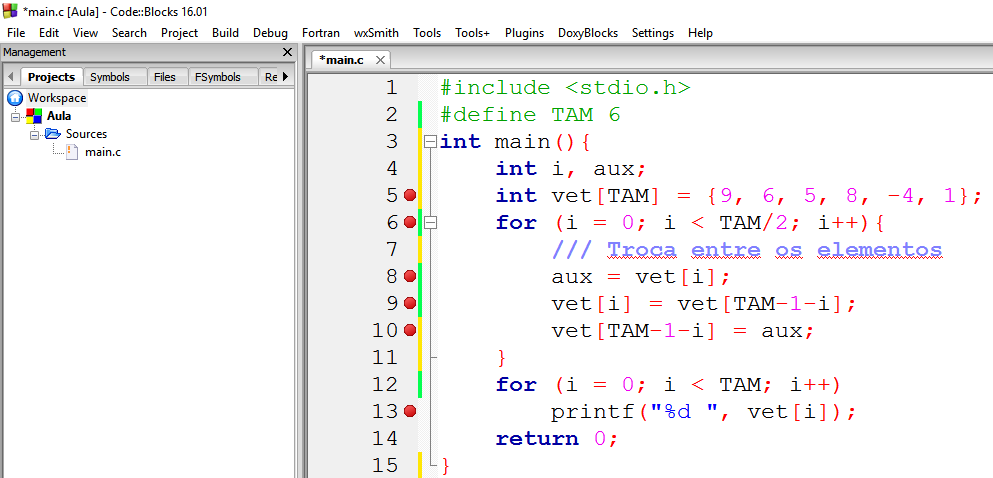 *main.c [Aula] - Code::Blocks 16.01
File Edit View Search Project Build Debug Fortran wxSmith Tools Tools+ Plugins DoxyBlocks Settings Help
Management
Projects Symbols Files FSymbols Re
Workspace
Aula
Sources
main.c
*main.c
1 #include <stdio.h>
2 #define TAM 6
3 int main(){
4 int i, aux;
5 int vet[TAM] = {9, 6, 5, 8, -4, 1};
6 for (i = 0; i < TAM/2; i++){
7 /// Troca entre os elementos
8 aux = vet[i];
9 vet[i] = vet[TAM-1-i];
10 vet[TAM-1-i] = aux;
11 }
12 for (i = 0; i < TAM; i++)
13 printf("%d ", vet[i]);
14 return 0;
15 }